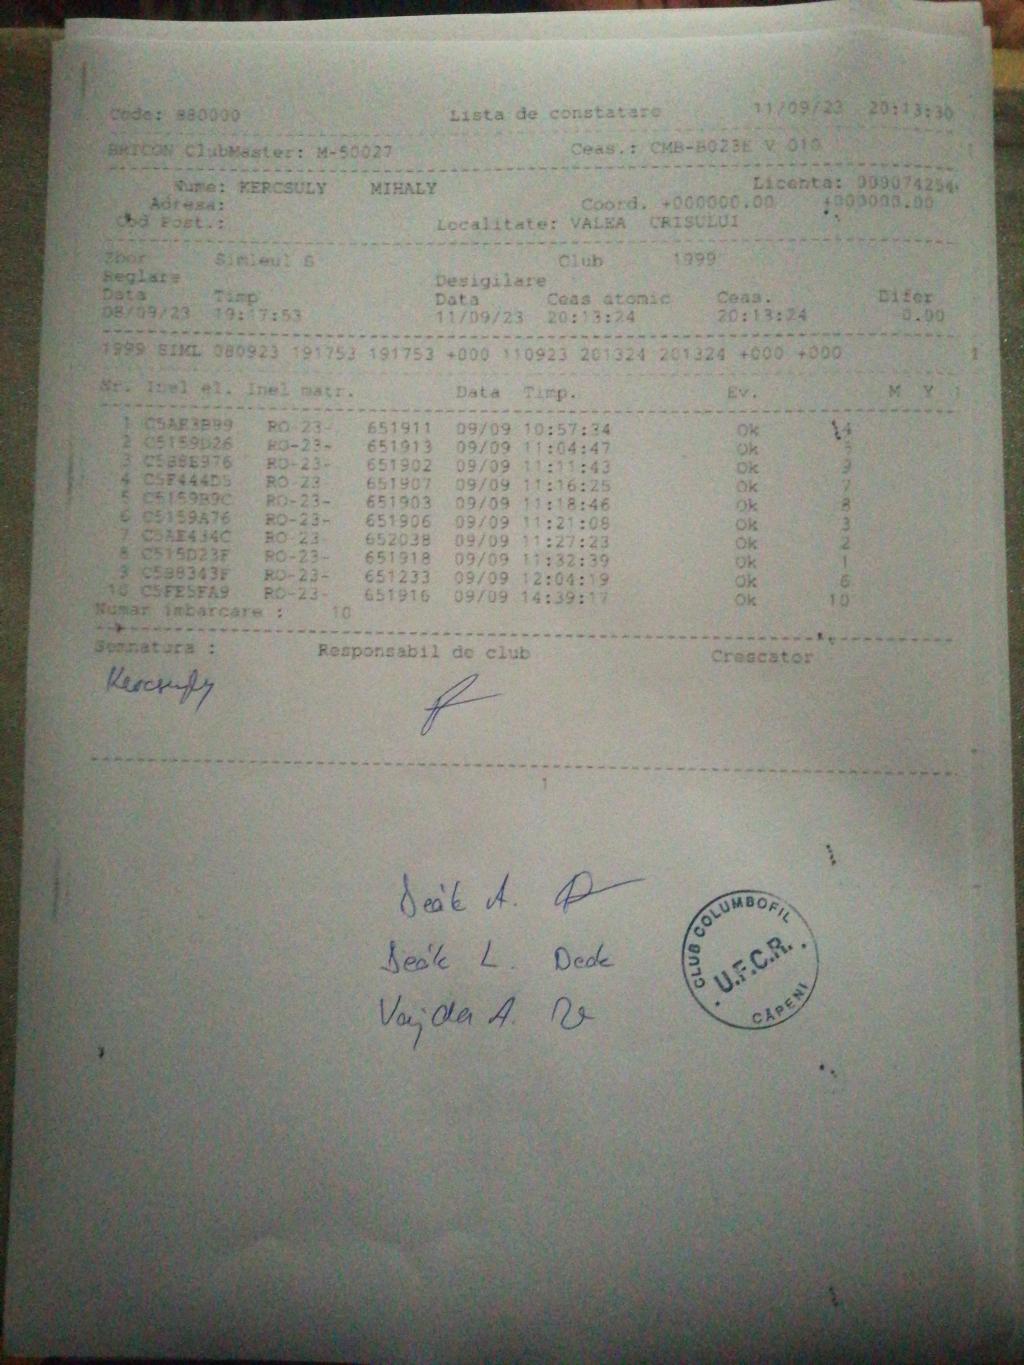 Code: 880000 Lista de constatare 11/09/23 20:13:30
BRICON ClubMaster: M-50027 Ceas.: CMB-B023E V 010
Nume: KERCSULY MIHALY Licenta: 009074254
Adresa: Coord. +000000.00 +000000.00
Cod Post.: Localitate: VALEA CRISULUI
Zbor Simleul S Club 1999
Reglare Desigilare
Data Timp Data Ceas atomic Ceas. Difer
08/09/23 19:17:53 11/09/23 20:13:24 20:13:24 0.00
1999 SIML 080923 191753 191753 +000 110923 201324 201324 +000 +000 1
Nr. Inel el. Inel matr. Data Timp. Ev. M Y
1 C5AE3B99 RO-23- 651911 09/09 10:57:34 Ok 4
2 C5159D26 RO-23- 651913 09/09 11:04:47 Ok
3 C5B8E976 RO-23- 651902 09/09 11:11:43 Ok 9
4 C5F444D5 RO-23 651907 09/09 11:16:25 Ok 7
5 C5159B9C RO-23- 651903 09/09 11:18:46 Ok 8
6 C5159A76 RO-23- 651906 09/09 11:21:08 Ok 3
7 C5AE434C RO-23 652038 09/09 11:27:23 Ok 2
8 C515D23F RO-23- 651918 09/09 11:32:39 Ok 1
9 C5B8343F RO-23- 651233 09/09 12:04:19 Ok 6
10 C5FE5FA9 RO-23- 651916 09/09 14:39:17 Ok 10
Numar imbarcare : 10
Semnatura : Responsabil de club Crescator
Kercsuly
1
Deák A.
Deák L. Deak
Vajda A.
CLUB COLUMBOFIL
U.F.C.R.
CĂPENI